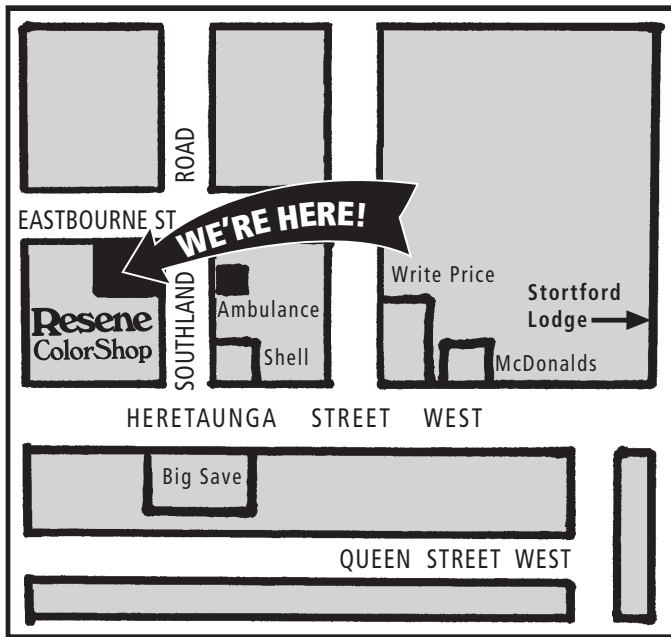 ROAD
EASTBOURNE ST
WE'RE HERE!
SOUTHLAND
Resene
ColorShop
Ambulance
Shell
Write Price
Stortford
Lodge
McDonalds
HERETAUNGA STREET WEST
Big Save
QUEEN STREET WEST